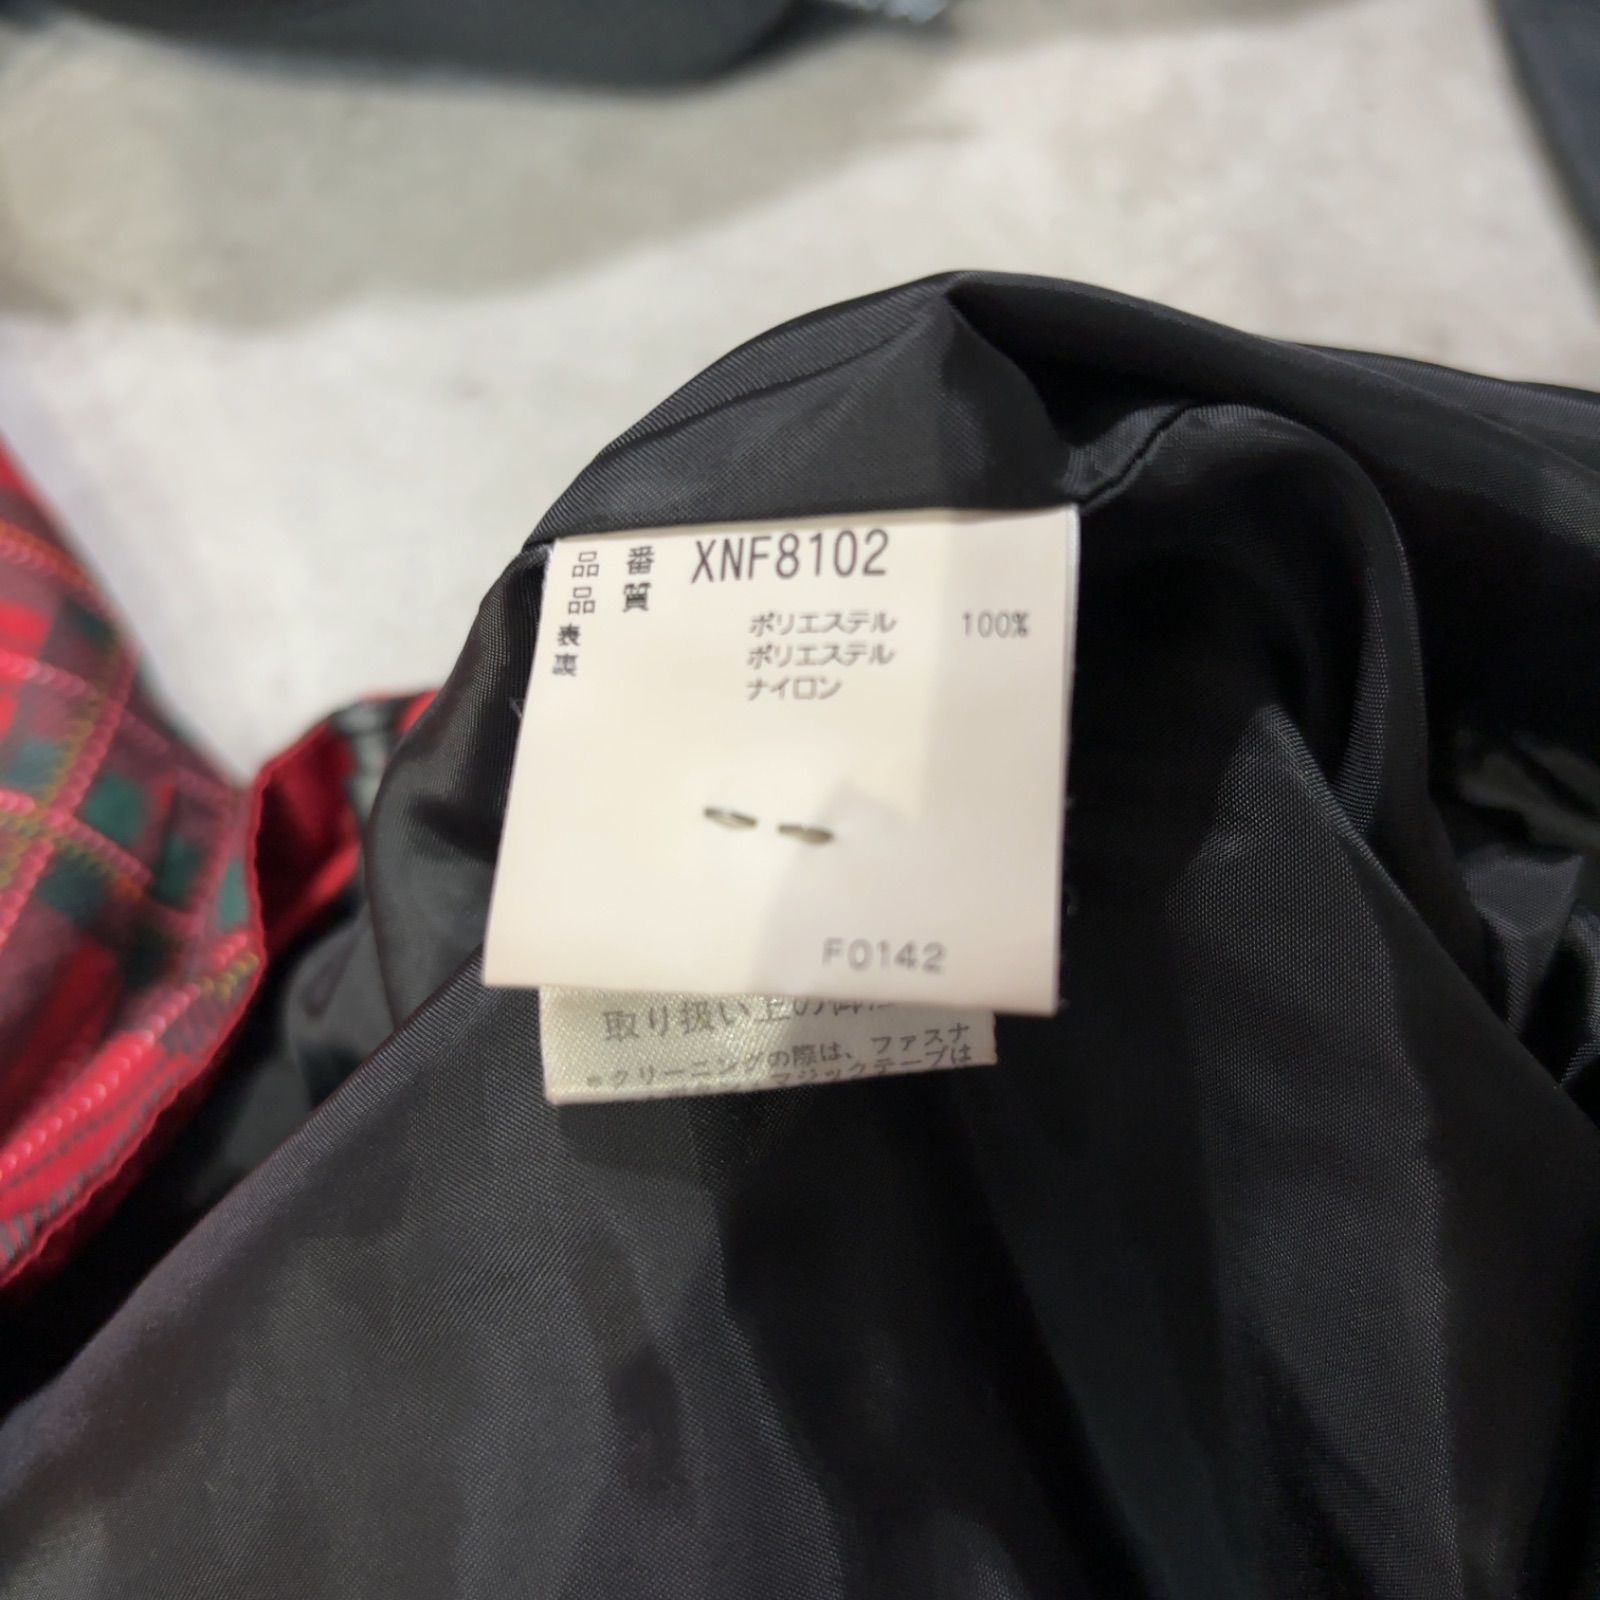 品番 XNF8102
品質
表 ポリエステル 100%
裏 ポリエステル
ナイロン
F0142
取り扱い上の御
*クリーニングの際は、ファスナ
マジックテープは